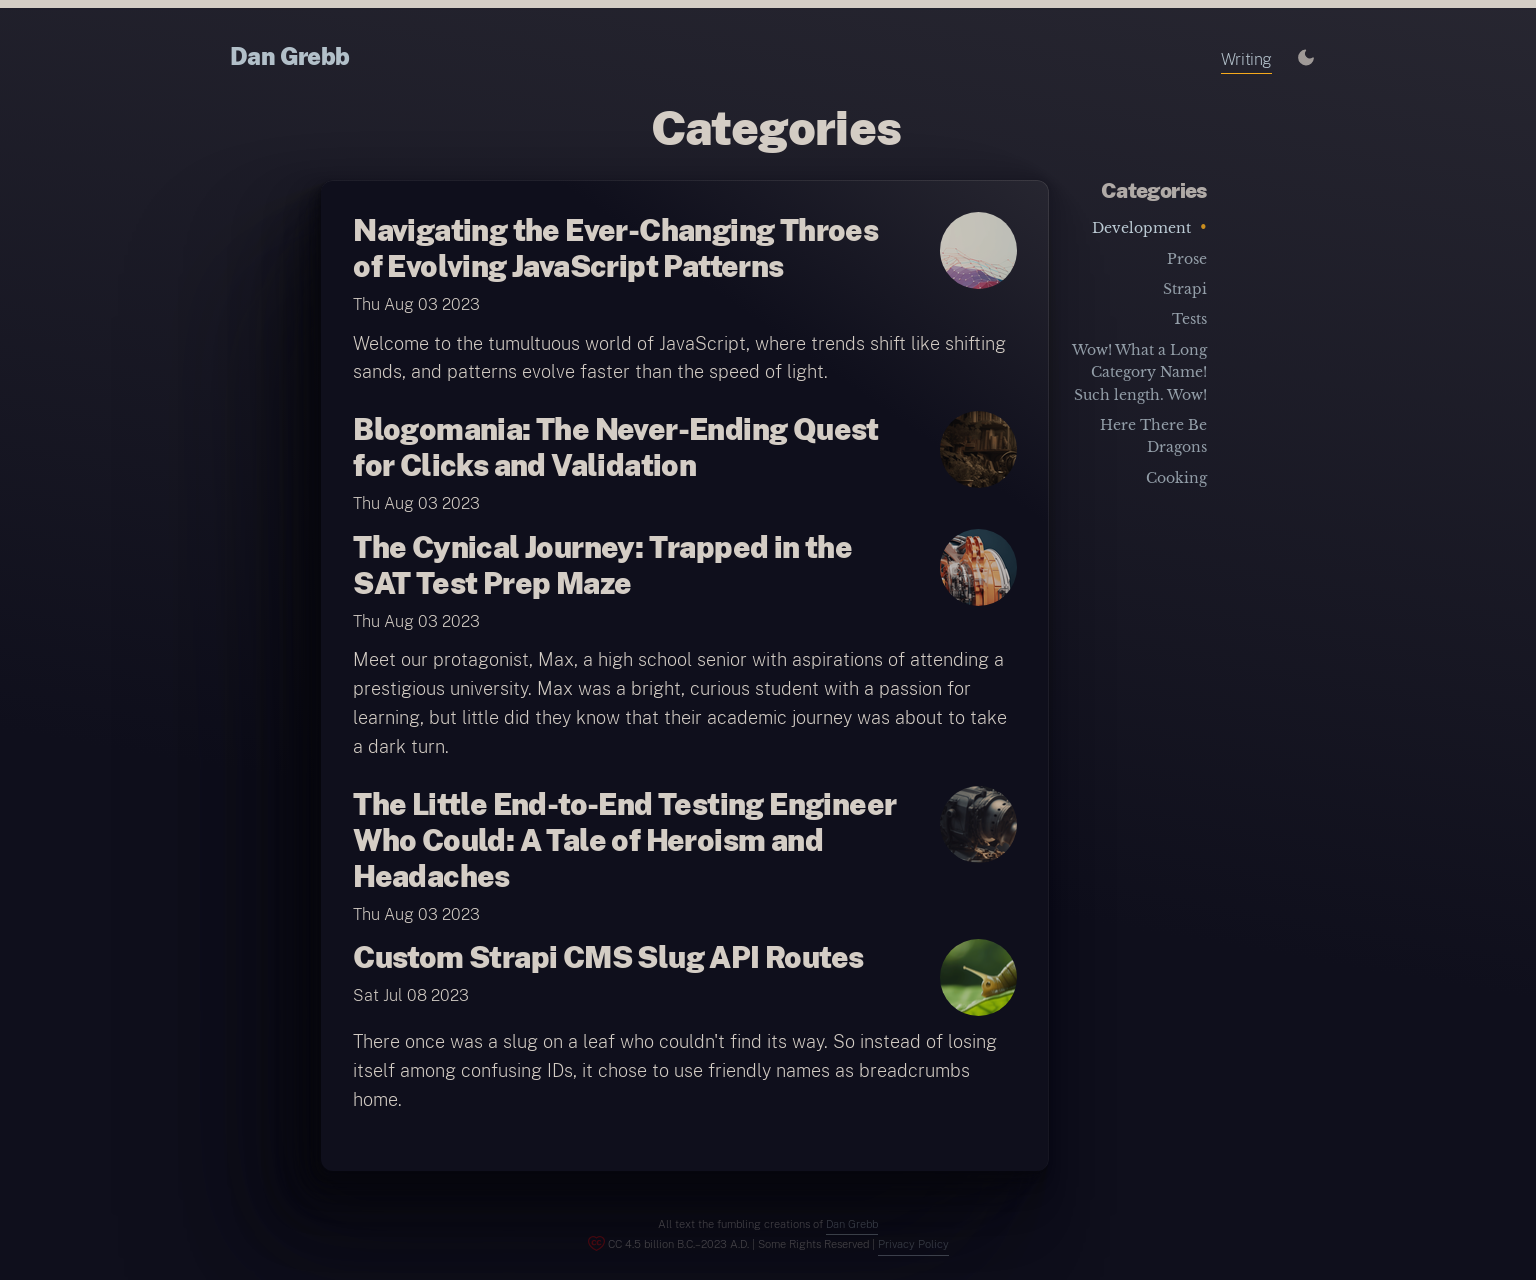 Dan Grebb
Writing
Categories
Navigating the Ever-Changing Throes
of Evolving JavaScript Patterns
Thu Aug 03 2023
Welcome to the tumultuous world of JavaScript, where trends shift like shifting
sands, and patterns evolve faster than the speed of light.
Blogomania: The Never-Ending Quest
for Clicks and Validation
Thu Aug 03 2023
The Cynical Journey: Trapped in the
SAT Test Prep Maze
Thu Aug 03 2023
Meet our protagonist, Max, a high school senior with aspirations of attending a
prestigious university. Max was a bright, curious student with a passion for
learning, but little did they know that their academic journey was about to take
a dark turn.
The Little End-to-End Testing Engineer
Who Could: A Tale of Heroism and
Headaches
Thu Aug 03 2023
Custom Strapi CMS Slug API Routes
Sat Jul 08 2023
There once was a slug on a leaf who couldn't find its way. So instead of losing
itself among confusing IDs, it chose to use friendly names as breadcrumbs
home.
Categories
Development •
Prose
Strapi
Tests
Wow! What a Long
Category Name!
Such length. Wow!
Here There Be
Dragons
Cooking
All text the fumbling creations of Dan Grebb
CC 4.5 billion B.C.–2023 A.D. | Some Rights Reserved | Privacy Policy